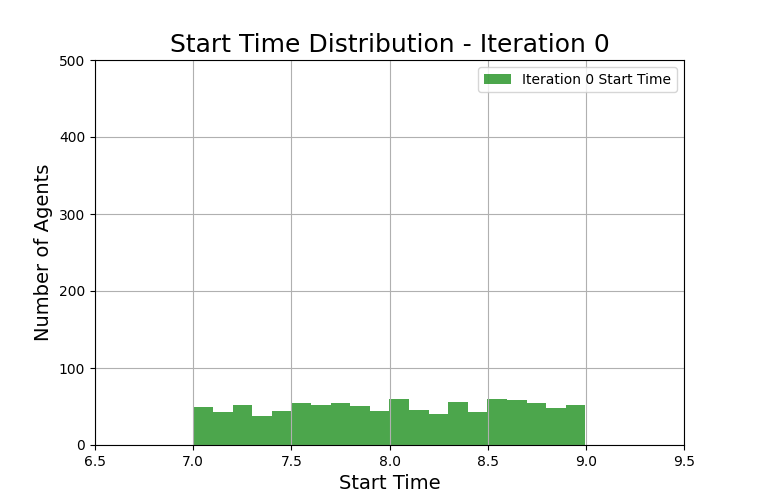 Start Time Distribution - Iteration 0
Iteration 0 Start Time
Number of Agents
500
400
300
200
100
0
6.5 7.0 7.5 8.0 8.5 9.0 9.5
Start Time